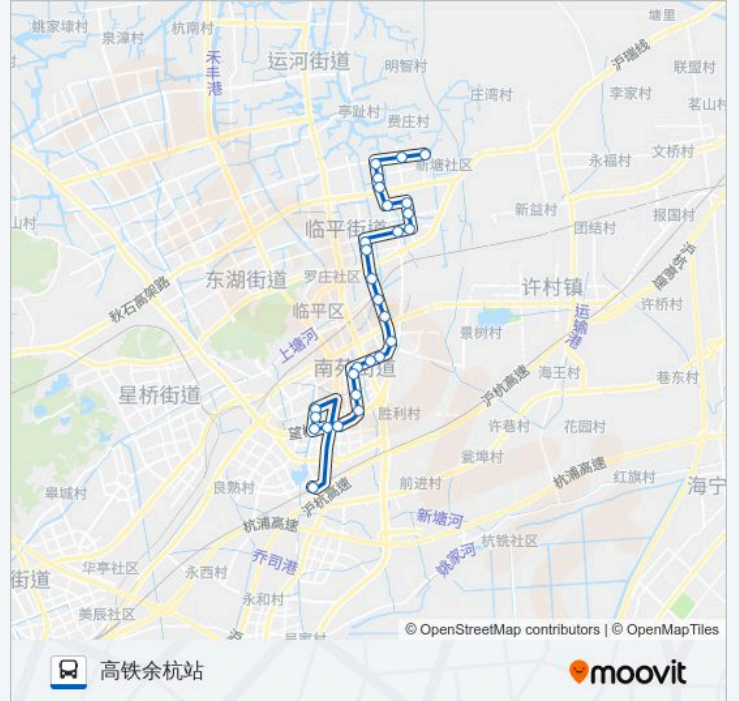 塘里
姚家埭村
杭南村
泉漳村
沪瑞线
禾丰港
运河街道
明智村
联盟村
庄湾村
李家村
茗山村
亭趾村
费庄村
文桥村
永福村
新塘社区
山村
新益村
报国村
临平街道
团结村
沪杭高速
东湖街道
罗庄社区
许村镇
秋石高架路
临平区
运输港
许桥村
上塘河
景树村
南苑街道
海王村
巷东村
沪杭高速
星桥街道
胜利村
许巷村
花园村
翁埠村
杭浦高速
红旗村
前进村
海宁
良熟村
皋城村
沪杭高速
新塘河
杭浦高速
杭铁社区
姚家河
乔司港
华亭社区
永西村
街道
永和村
美辰社区
© OpenStreetMap contributors | © OpenMapTiles
高铁余杭站
moovit